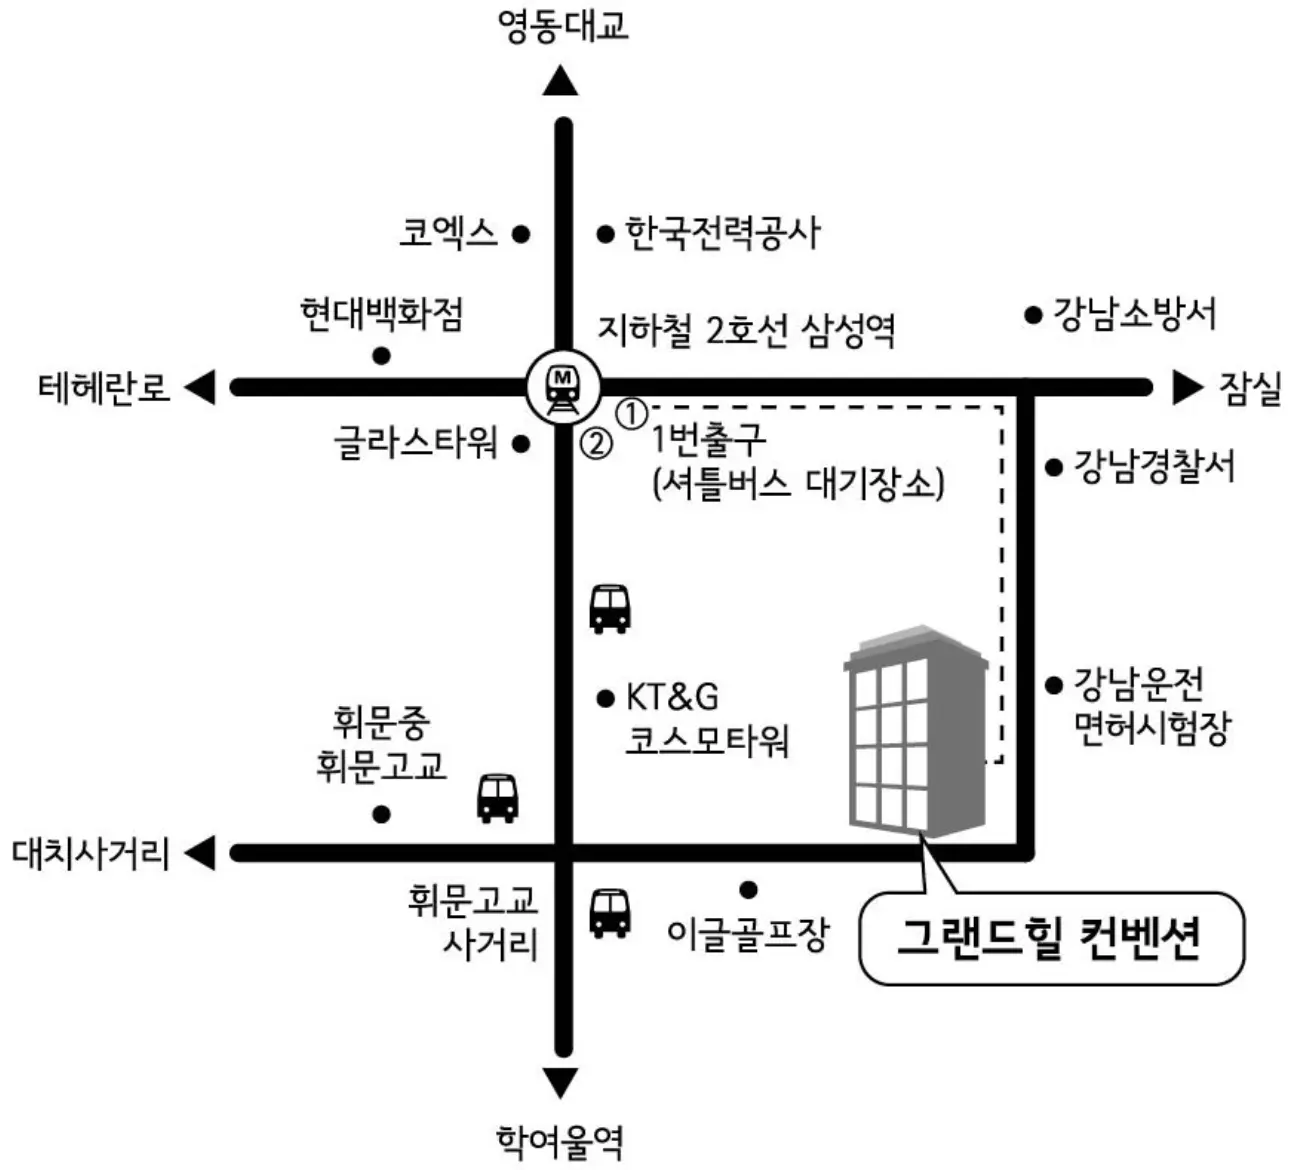 영동대교
코엑스
한국전력공사
현대백화점
지하철 2호선 삼성역
강남소방서
테헤란로
M
잠실
①
글라스타워
②
1번출구
(셔틀버스 대기장소)
강남경찰서
KT&G
코스모타워
강남운전
면허시험장
휘문중
휘문고교
대치사거리
휘문고교
사거리
이글골프장
그랜드힐 컨벤션
학여울역